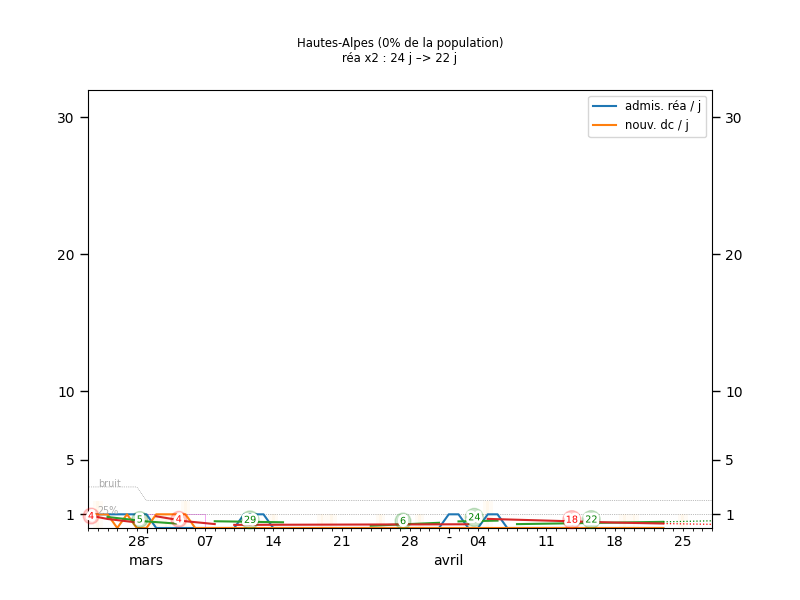 Hautes-Alpes (0% de la population)
réa x2 : 24 j –> 22 j
admis. réa / j
nouv. dc / j
30 30
20 20
10 10
5 5
1 1
bruit
25%
4 5 4 29 6 24 18 22
28 07 14 21 28 04 11 18 25
mars avril